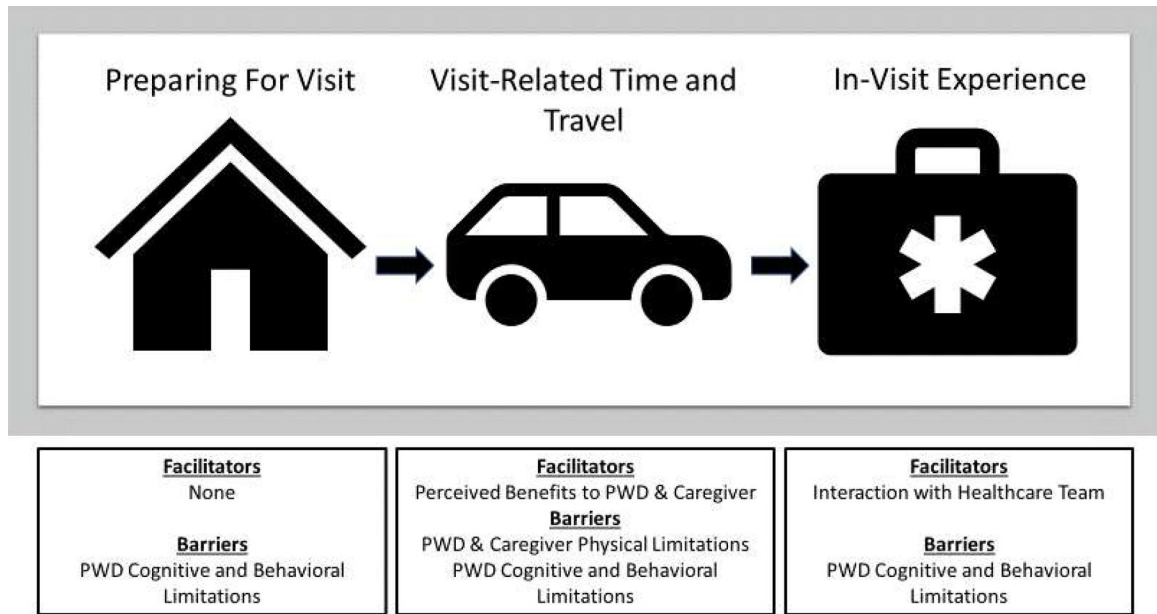 Preparing For Visit
Visit-Related Time and
Travel
In-Visit Experience
Facilitators
None
Barriers
PWD Cognitive and Behavioral
Limitations
Facilitators
Perceived Benefits to PWD & Caregiver
Barriers
PWD & Caregiver Physical Limitations
PWD Cognitive and Behavioral
Limitations
Facilitators
Interaction with Healthcare Team
Barriers
PWD Cognitive and Behavioral
Limitations